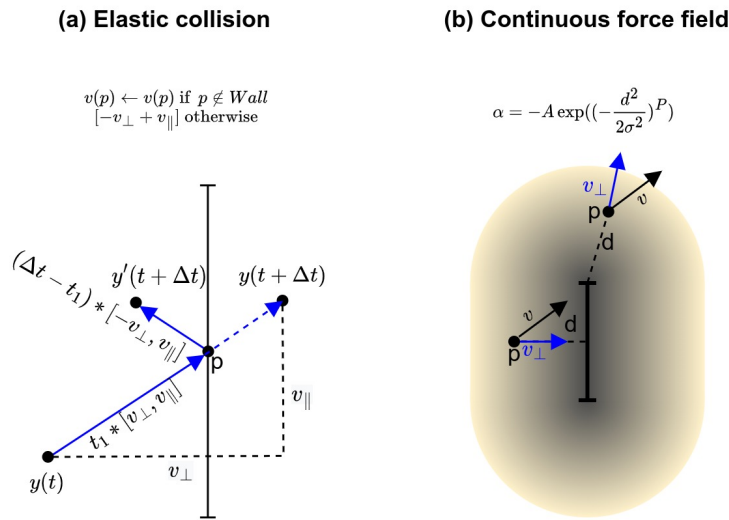 (a) Elastic collision
(b) Continuous force field
v(p) ← v(p) if p ∉ Wall
[−v⊥ + v∥] otherwise
α = −A exp((−d²/2σ²)^P)
(Δt − t₁) * [−v⊥, v∥]
y′(t + Δt)
y(t + Δt)
p
t₁ * [v⊥, v∥]
v∥
v⊥
y(t)
v⊥
v
p
d
v
d
p
v⊥